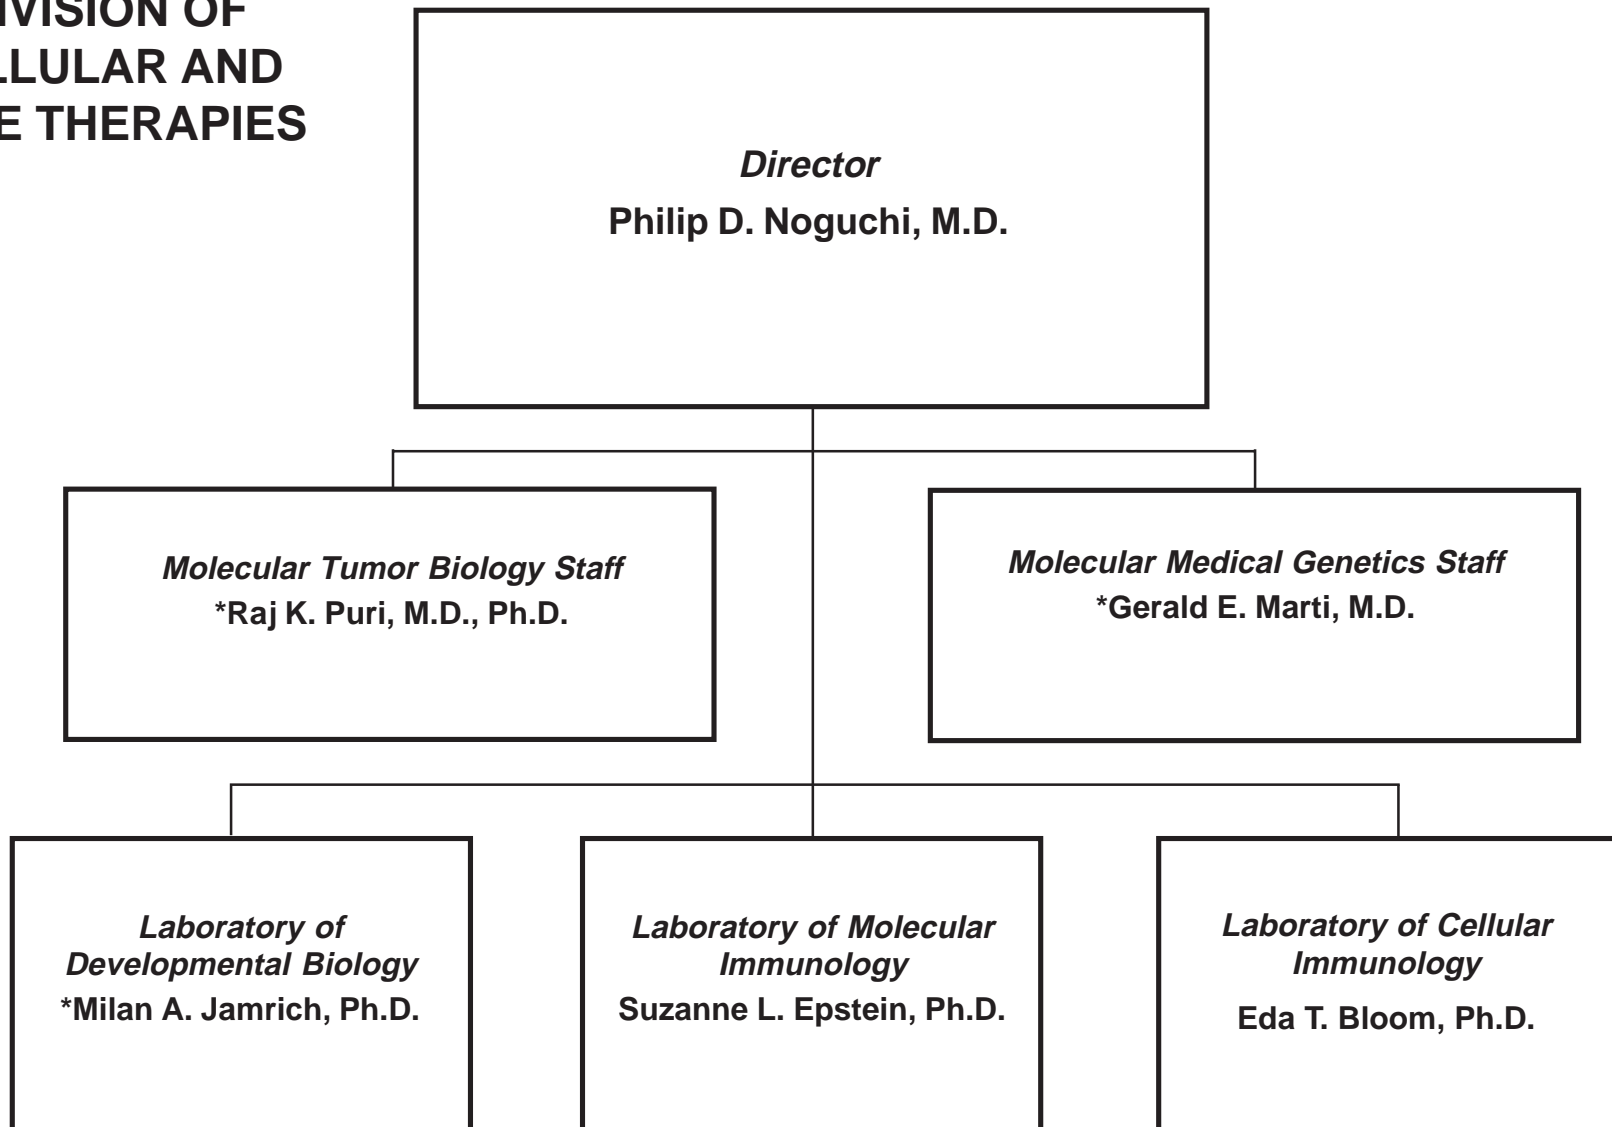 IVISION OF
LLULAR AND
E THERAPIES
Director
Philip D. Noguchi, M.D.
Molecular Tumor Biology Staff
*Raj K. Puri, M.D., Ph.D.
Molecular Medical Genetics Staff
*Gerald E. Marti, M.D.
Laboratory of
Developmental Biology
*Milan A. Jamrich, Ph.D.
Laboratory of Molecular
Immunology
Suzanne L. Epstein, Ph.D.
Laboratory of Cellular
Immunology
Eda T. Bloom, Ph.D.